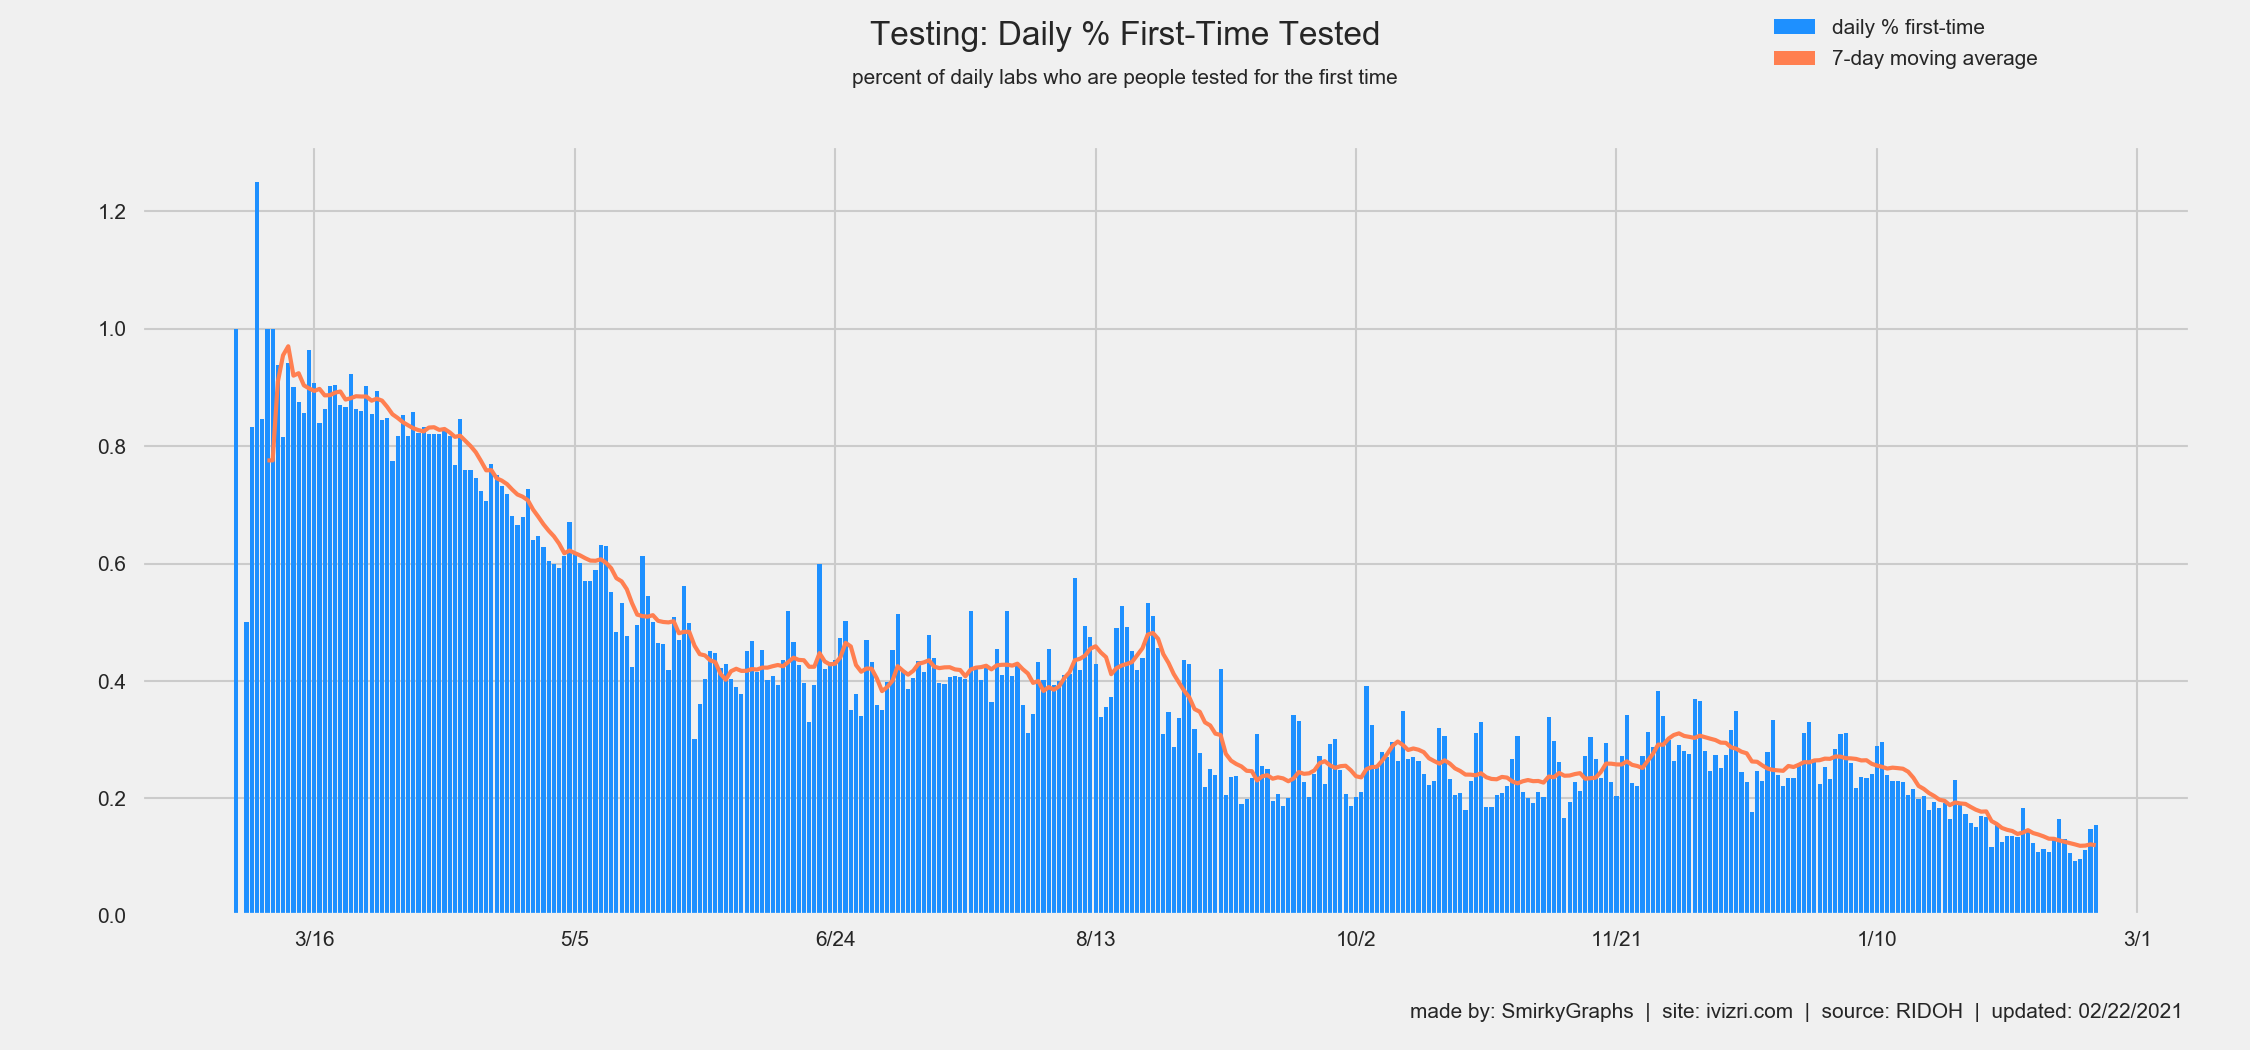 Testing: Daily % First-Time Tested
percent of daily labs who are people tested for the first time
daily % first-time
7-day moving average
1.2
1.0
0.8
0.6
0.4
0.2
0.0
3/16 5/5 6/24 8/13 10/2 11/21 1/10 3/1
made by: SmirkyGraphs | site: ivizri.com | source: RIDOH | updated: 02/22/2021